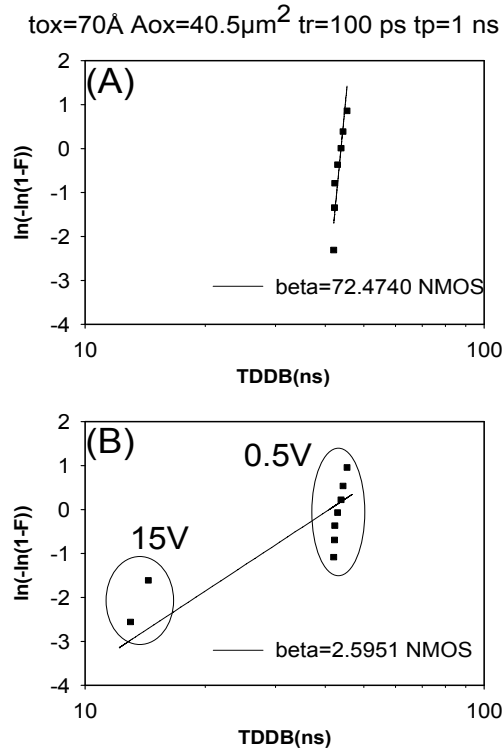 tox=70Å Aox=40.5µm² tr=100 ps tp=1 ns
(A)
2
1
0
-1
-2
-3
-4
ln(-ln(1-F))
beta=72.4740 NMOS
10
100
TDDB(ns)
(B)
0.5V
15V
2
1
0
-1
-2
-3
-4
ln(-ln(1-F))
beta=2.5951 NMOS
10
100
TDDB(ns)